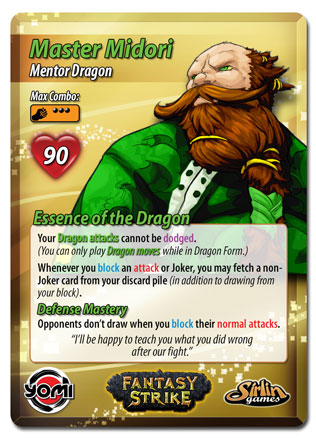 Master Midori
Mentor Dragon
Max Combo:
90
Essence of the Dragon
Your Dragon attacks cannot be dodged.
(You can only play Dragon moves while in Dragon Form.)
Whenever you block an attack or Joker, you may fetch a non-
Joker card from your discard pile (in addition to drawing from
your block).
Defense Mastery
Opponents don't draw when you block their normal attacks.
"I'll be happy to teach you what you did wrong
after our fight."
YOMI
FANTASY
STRIKE
Sirlin
games